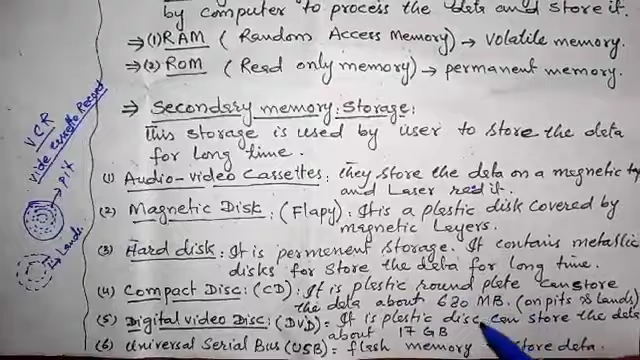 by computer to process the data and store it.
⇒ (1) RAM ( Random Access Memory) → Volatile memory.
⇒ (2) ROM (Read only memory) → permanent memory.
⇒ Secondary memory: Storage:
This storage is used by user to store the data
for long time.
(1) Audio-video Cassettes: They store the data on a magnetic
and Laser red it.
(2) Magnetic Disk: (Flapy): It is a plastic disk covered by
magnetic Layers.
(3) Hard disk: It is permenent storage. It contains metallic
disks for store the data for long time.
(4) Compact Disc: (CD): It is plastic round plete can store
the data about 680 MB. (on pits & lands)
(5) Digital video Disc: (DVD) = It is plastic disc can store the data
about 17 GB
(6) Universal Serial Bus (USB) = flesh memory store data.
VCR
Vide Cassette Record
Pix
Lands